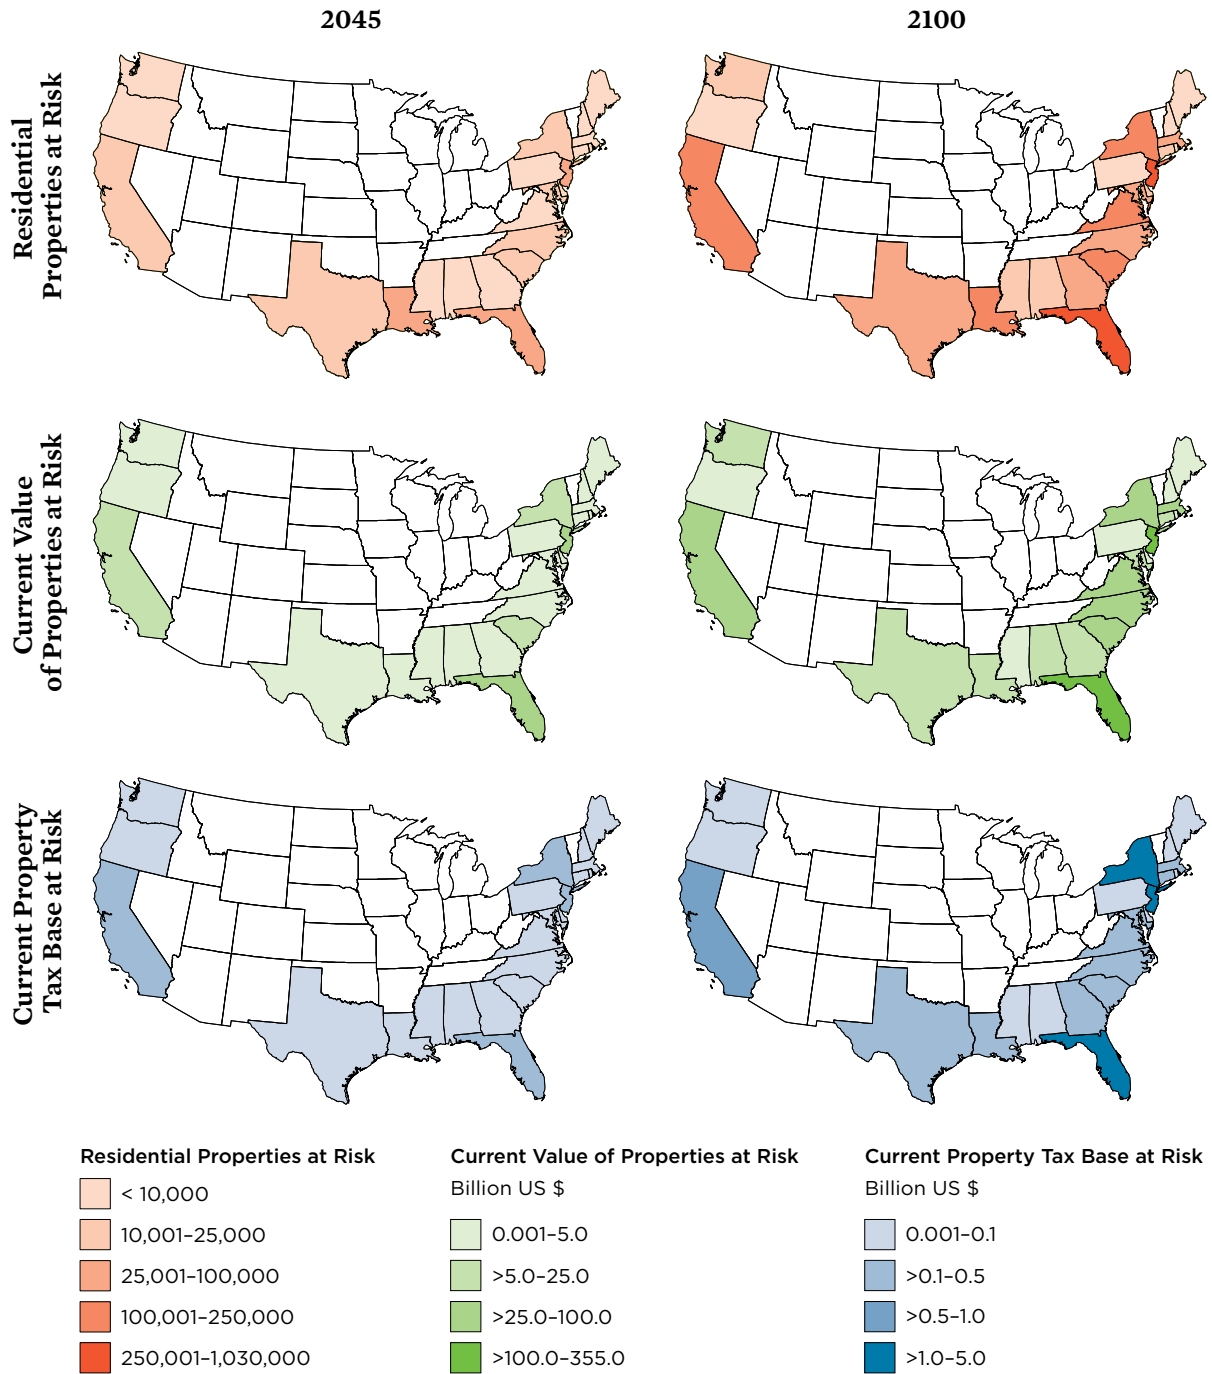 2045
2100
Residential
Properties at Risk
Current Value
of Properties at Risk
Current Property
Tax Base at Risk
Residential Properties at Risk
< 10,000
10,001–25,000
25,001–100,000
100,001–250,000
250,001–1,030,000
Current Value of Properties at Risk
Billion US $
0.001–5.0
>5.0–25.0
>25.0–100.0
>100.0–355.0
Current Property Tax Base at Risk
Billion US $
0.001–0.1
>0.1–0.5
>0.5–1.0
>1.0–5.0